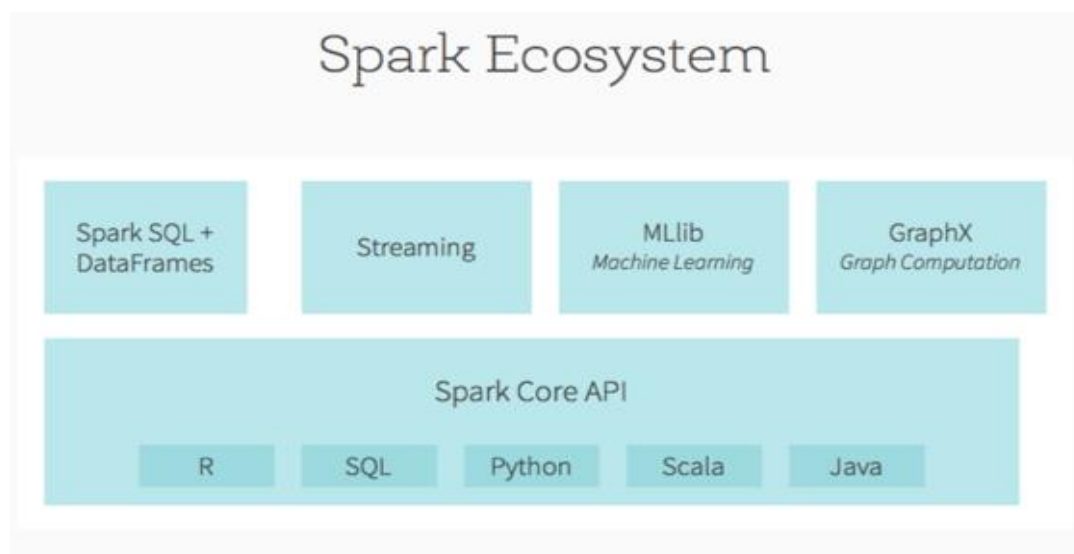 Spark Ecosystem
Spark SQL +
DataFrames
Streaming
MLlib
Machine Learning
GraphX
Graph Computation
Spark Core API
R
SQL
Python
Scala
Java